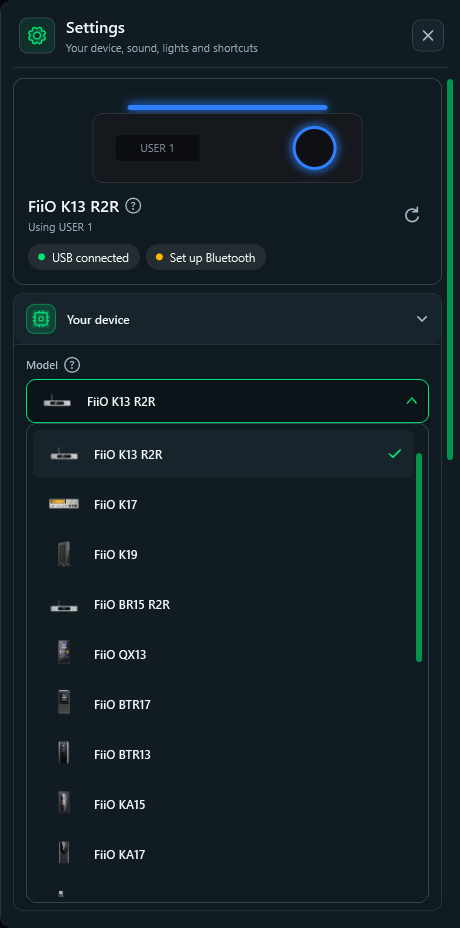 Settings
Your device, sound, lights and shortcuts
USER 1
FiiO K13 R2R ?
Using USER 1
USB connected
Set up Bluetooth
Your device
Model ?
FiiO K13 R2R
FiiO K13 R2R
FiiO K17
FiiO K19
FiiO BR15 R2R
FiiO QX13
FiiO BTR17
FiiO BTR13
FiiO KA15
FiiO KA17